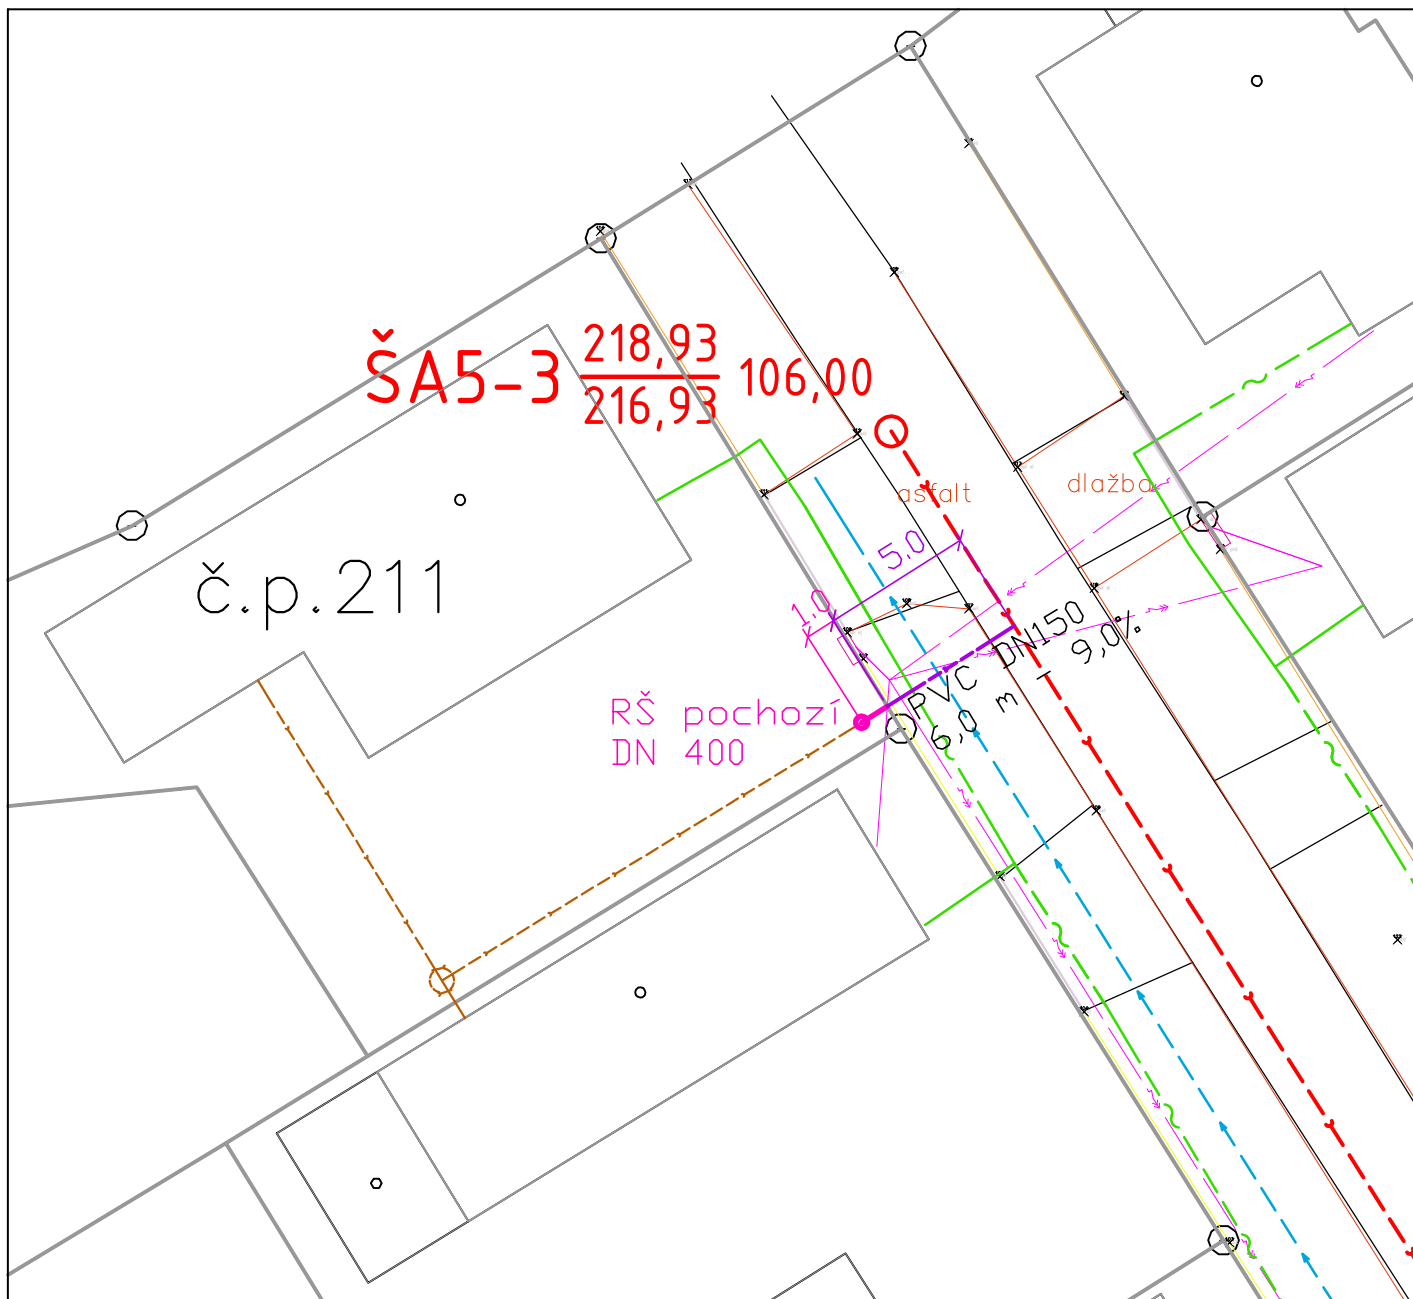 218,93
ŠA5-3 106,00
216,93
asfalt
dlažba
5,0
č.p.211
1,0
PVC DN150
6,0 m - 9,0%
RŠ pochozí
DN 400